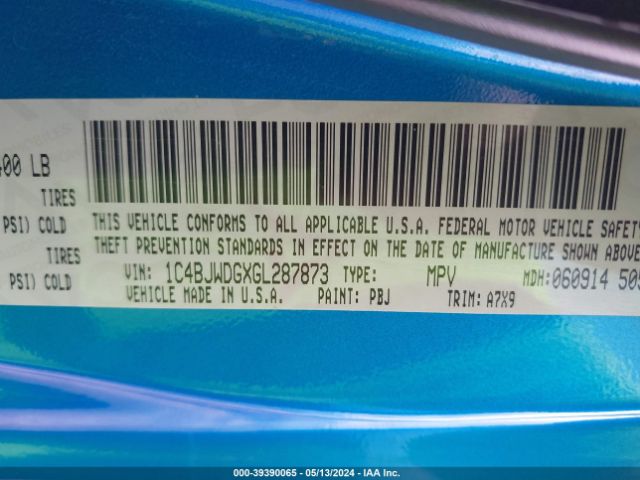 400 LB
TIRES
PSI) COLD
TIRES
PSI) COLD
THIS VEHICLE CONFORMS TO ALL APPLICABLE U.S.A. FEDERAL MOTOR VEHICLE SAFETY
THEFT PREVENTION STANDARDS IN EFFECT ON THE DATE OF MANUFACTURE SHOWN ABOVE
VIN: 1C4BJWDGXGL287873 TYPE: MPV MDH:060914 505
VEHICLE MADE IN U.S.A. PAINT: PBJ TRIM: A7X9
000-39390065 - 05/13/2024 - IAA Inc.